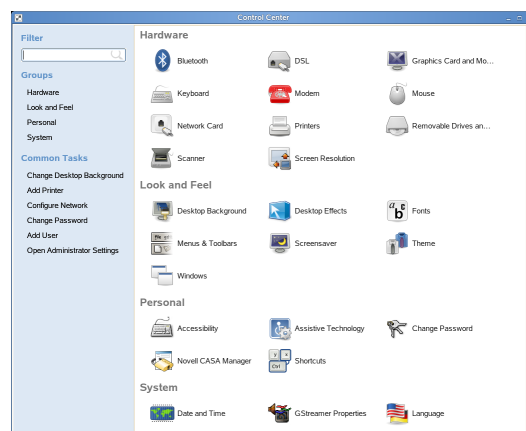 Control Center
Filter
Groups
Hardware
Look and Feel
Personal
System
Common Tasks
Change Desktop Background
Add Printer
Configure Network
Change Password
Add User
Open Administrator Settings
Hardware
Bluetooth
DSL
Graphics Card and Mo...
Keyboard
Modem
Mouse
Network Card
Printers
Removable Drives an...
Scanner
Screen Resolution
Look and Feel
Desktop Background
Desktop Effects
Fonts
Menus & Toolbars
Screensaver
Theme
Windows
Personal
Accessibility
Assistive Technology
Change Password
Novell CASA Manager
Shortcuts
System
Date and Time
GStreamer Properties
Language